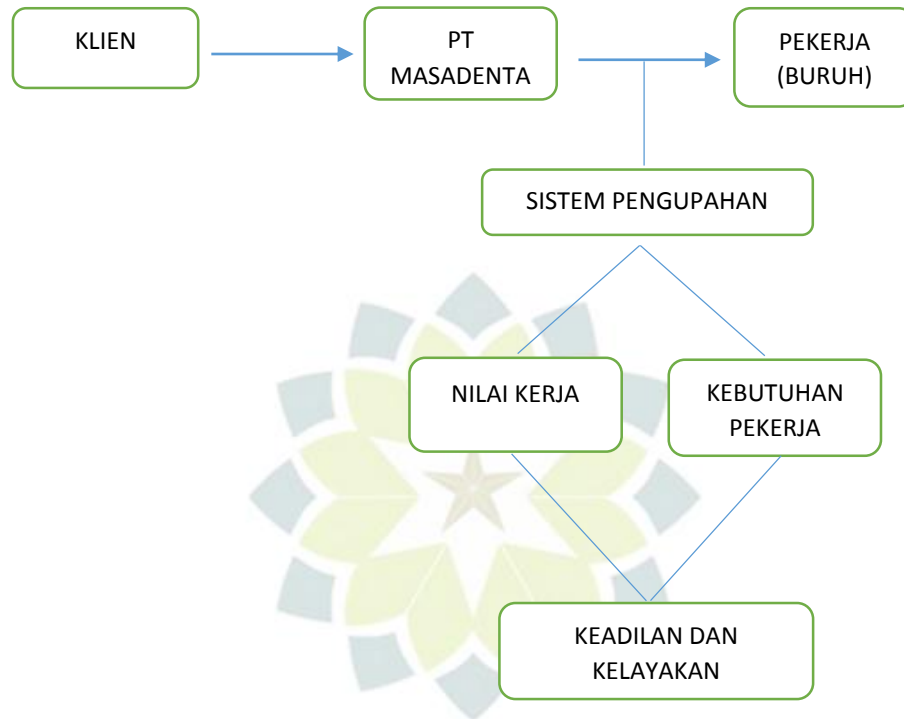 KLIEN
PT
MASADENTA
PEKERJA
(BURUH)
SISTEM PENGUPAHAN
NILAI KERJA
KEBUTUHAN
PEKERJA
KEADILAN DAN
KELAYAKAN